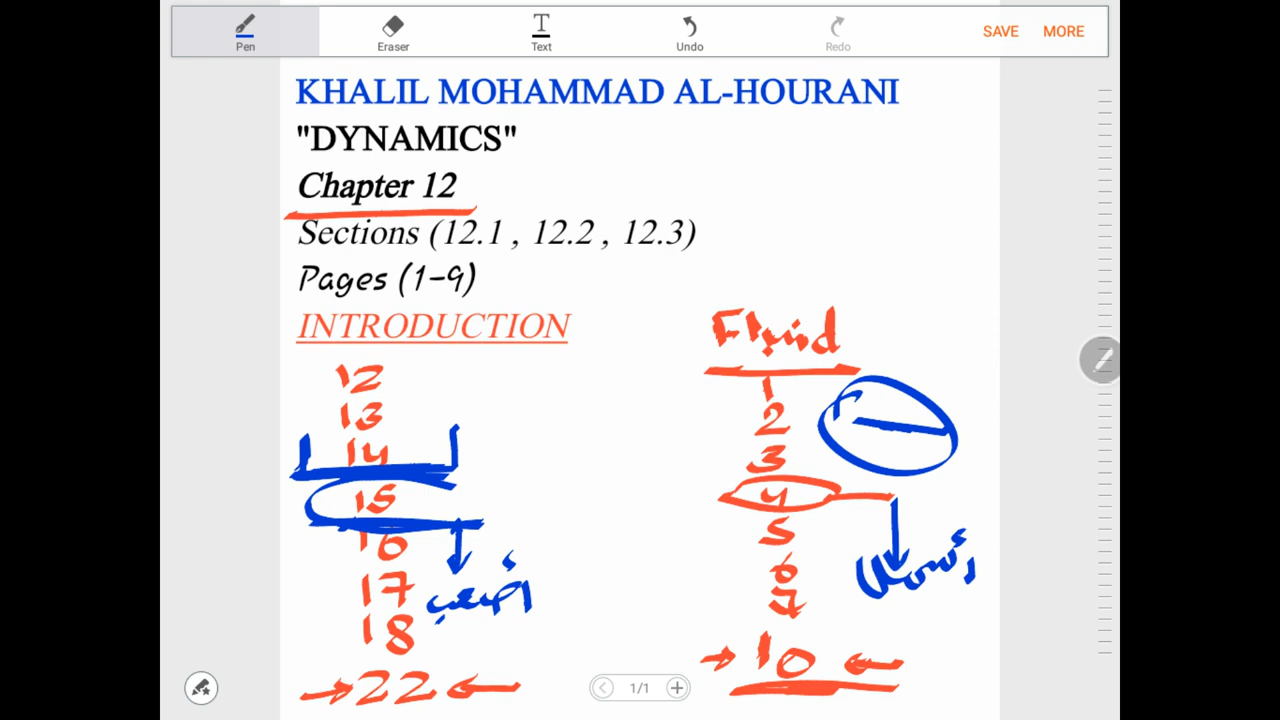 Pen Eraser Text Undo Redo SAVE MORE
KHALIL MOHAMMAD AL-HOURANI
"DYNAMICS"
Chapter 12
Sections (12.1 , 12.2 , 12.3)
Pages (1-9)
INTRODUCTION
12
13
14
15
16
17
18
22
أصعب
Fluid
1
2
3
4
5
6
7
10
1/1